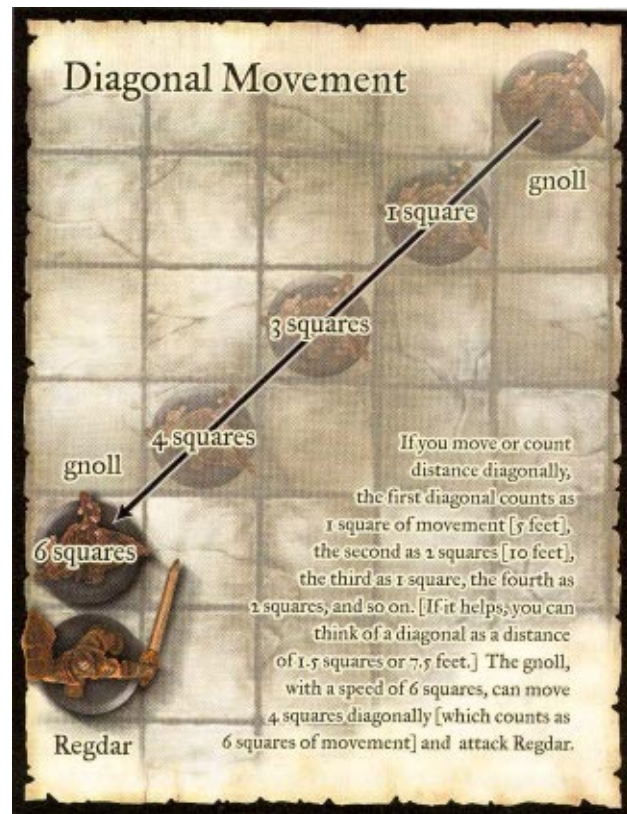 Diagonal Movement
gnoll
1 square
3 squares
4 squares
gnoll
6 squares
Regdar
If you move or count
distance diagonally,
the first diagonal counts as
1 square of movement [5 feet],
the second as 2 squares [10 feet],
the third as 1 square, the fourth as
2 squares, and so on. [If it helps, you can
think of a diagonal as a distance
of 1.5 squares or 7.5 feet.] The gnoll,
with a speed of 6 squares, can move
4 squares diagonally [which counts as
6 squares of movement] and attack Regdar.